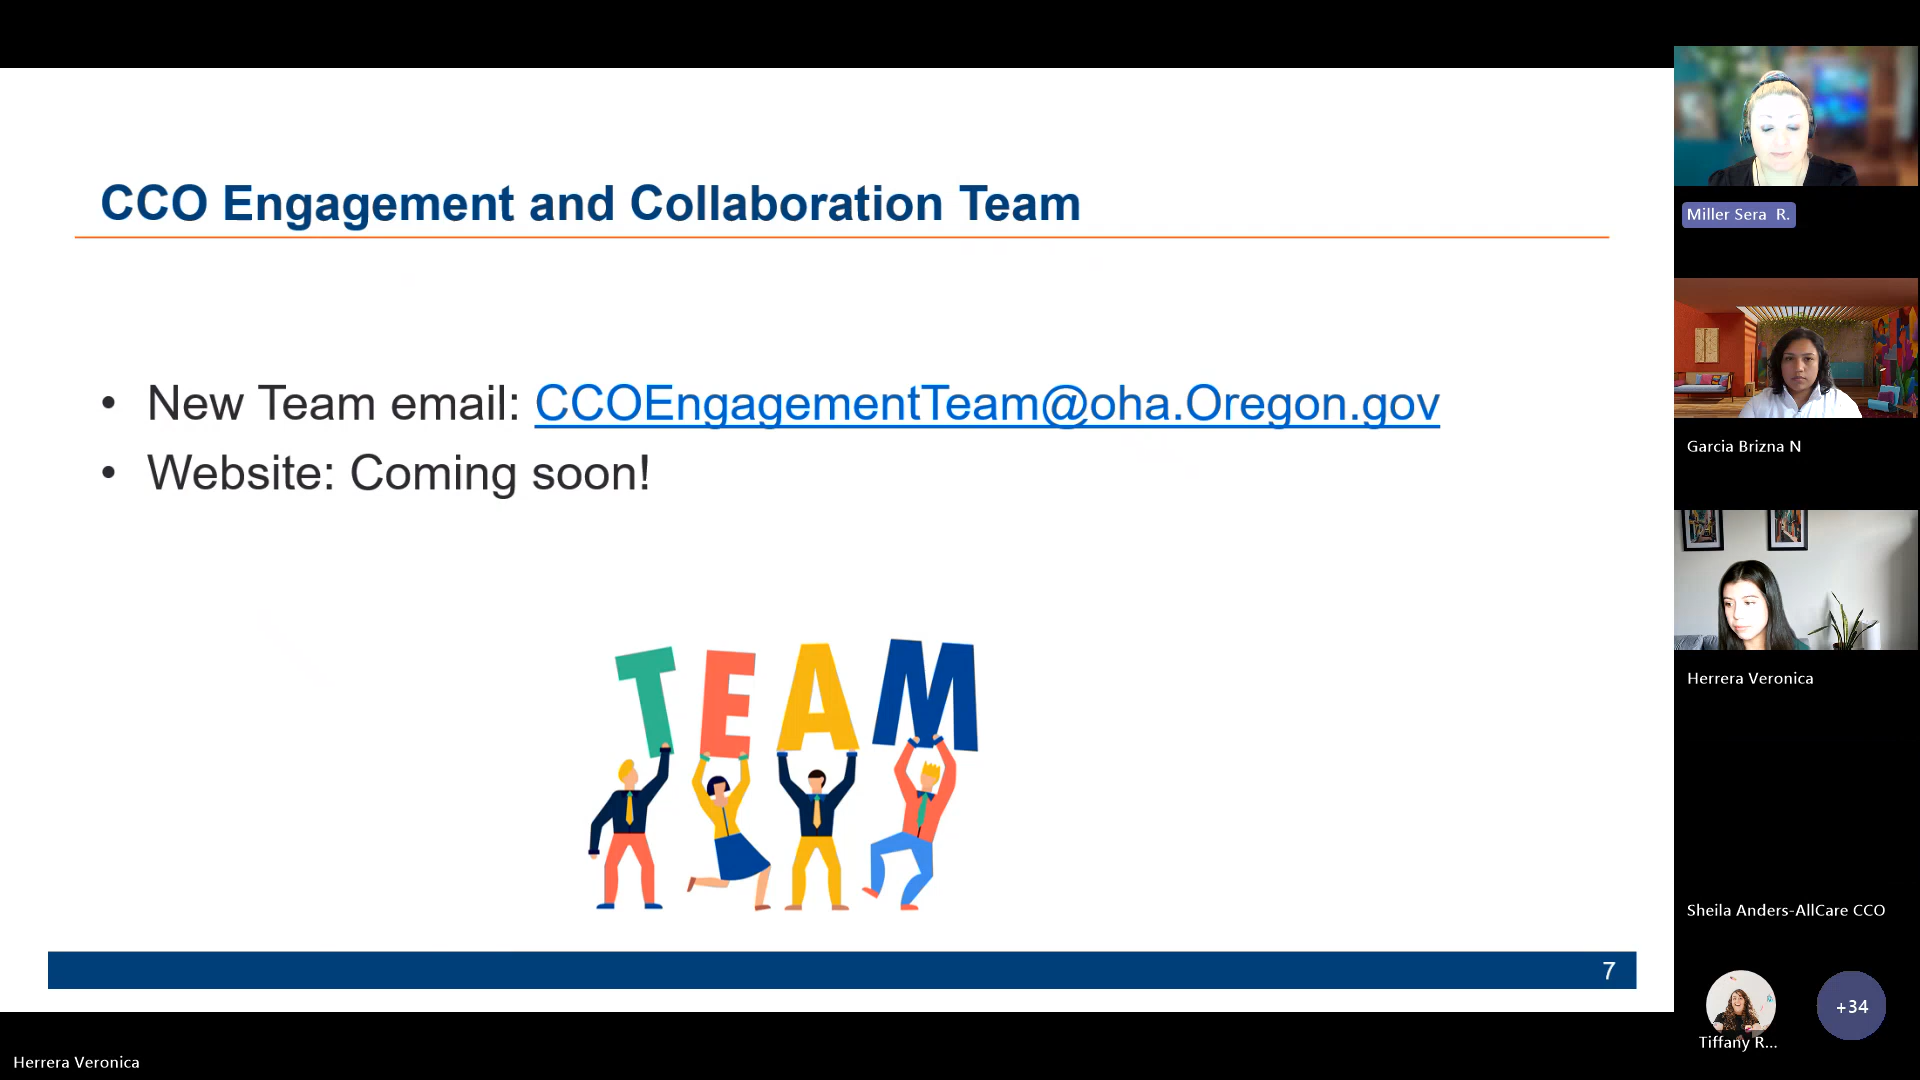 CCO Engagement and Collaboration Team
• New Team email: CCOEngagementTeam@oha.Oregon.gov
• Website: Coming soon!
TEAM
7
Herrera Veronica
Miller Sera R.
Garcia Brizna N
Herrera Veronica
Sheila Anders-AllCare CCO
Tiffany R...
+34